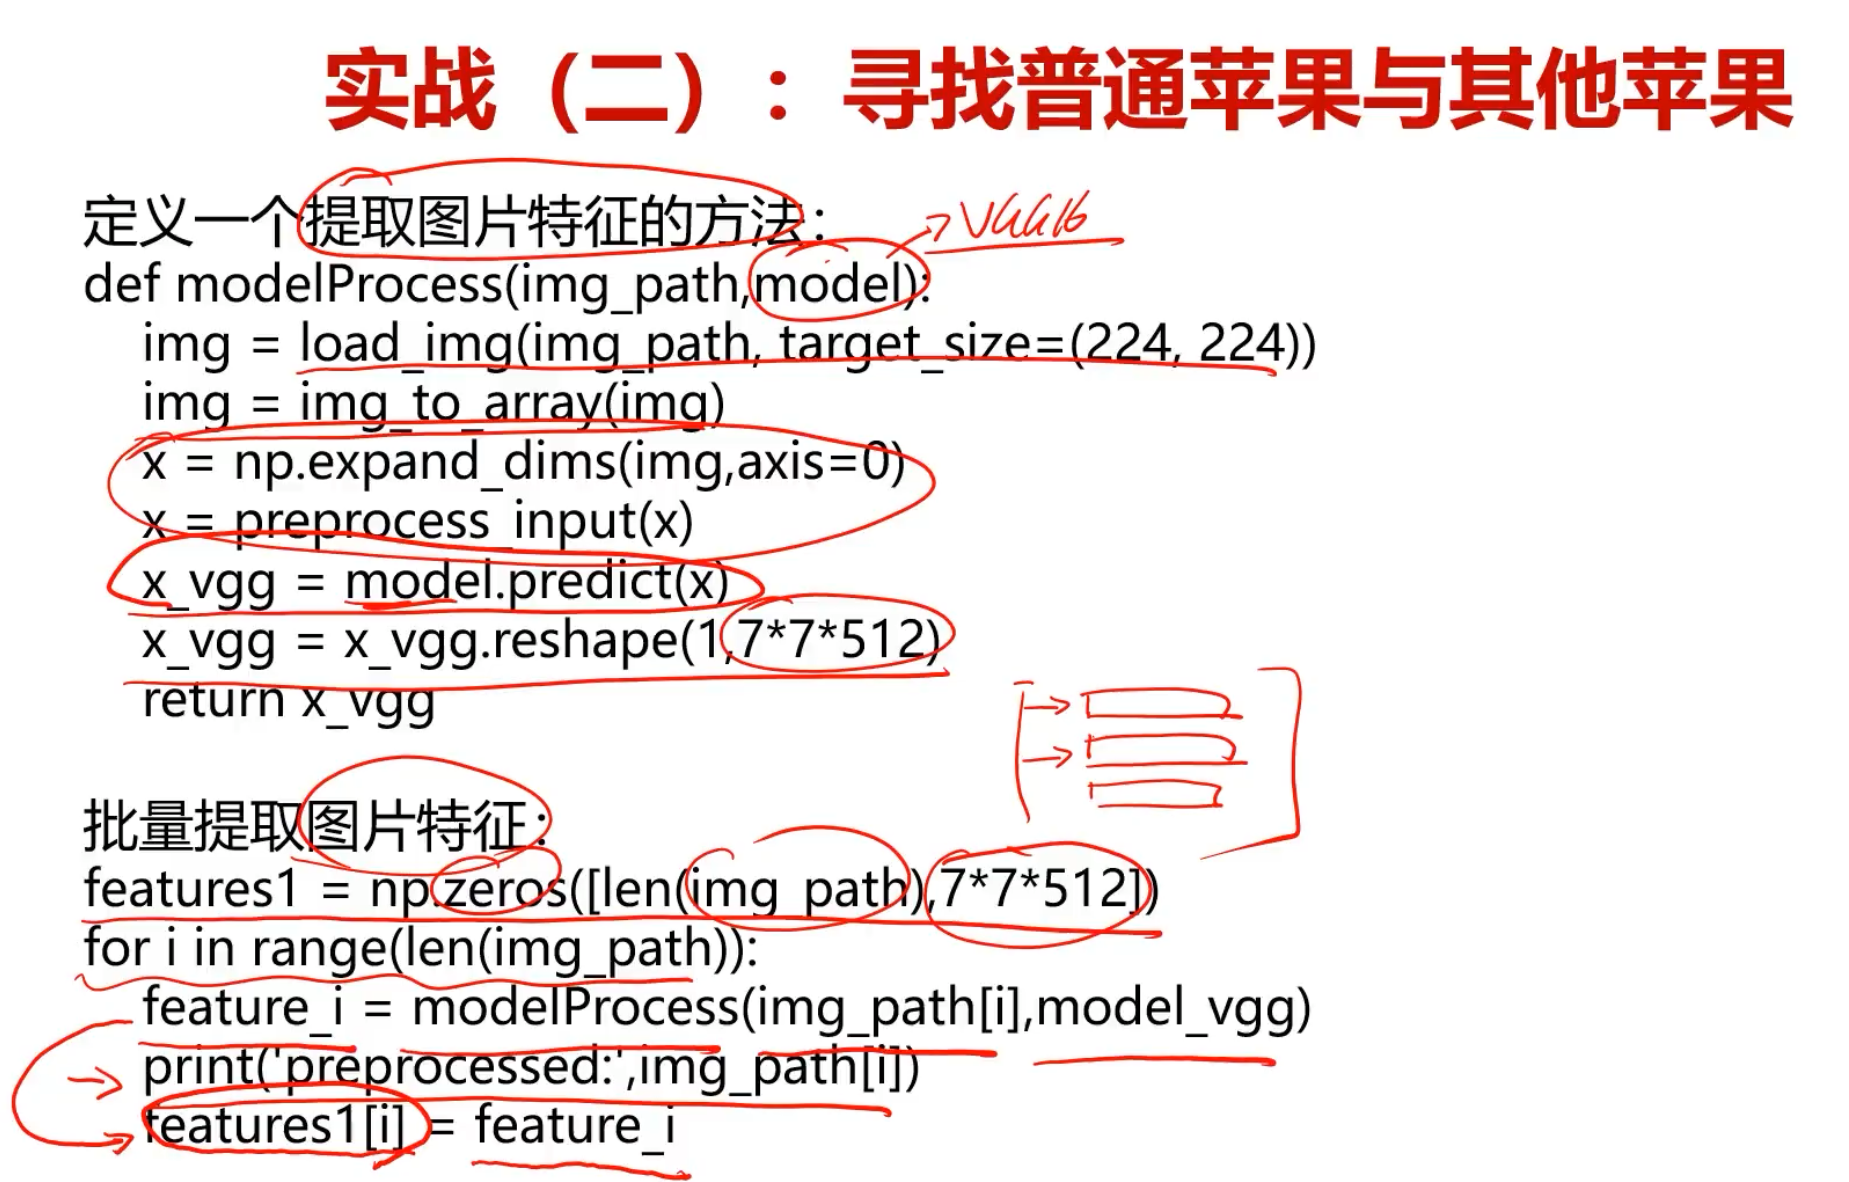 实战（二）：寻找普通苹果与其他苹果
定义一个提取图片特征的方法：
VGG16
def modelProcess(img_path,model):
img = load_img(img_path, target_size=(224, 224))
img = img_to_array(img)
x = np.expand_dims(img,axis=0)
x = preprocess_input(x)
x_vgg = model.predict(x)
x_vgg = x_vgg.reshape(1,7*7*512)
return x_vgg
批量提取图片特征：
features1 = np.zeros([len(img_path),7*7*512])
for i in range(len(img_path)):
feature_i = modelProcess(img_path[i],model_vgg)
print('preprocessed:',img_path[i])
features1[i] = feature_i